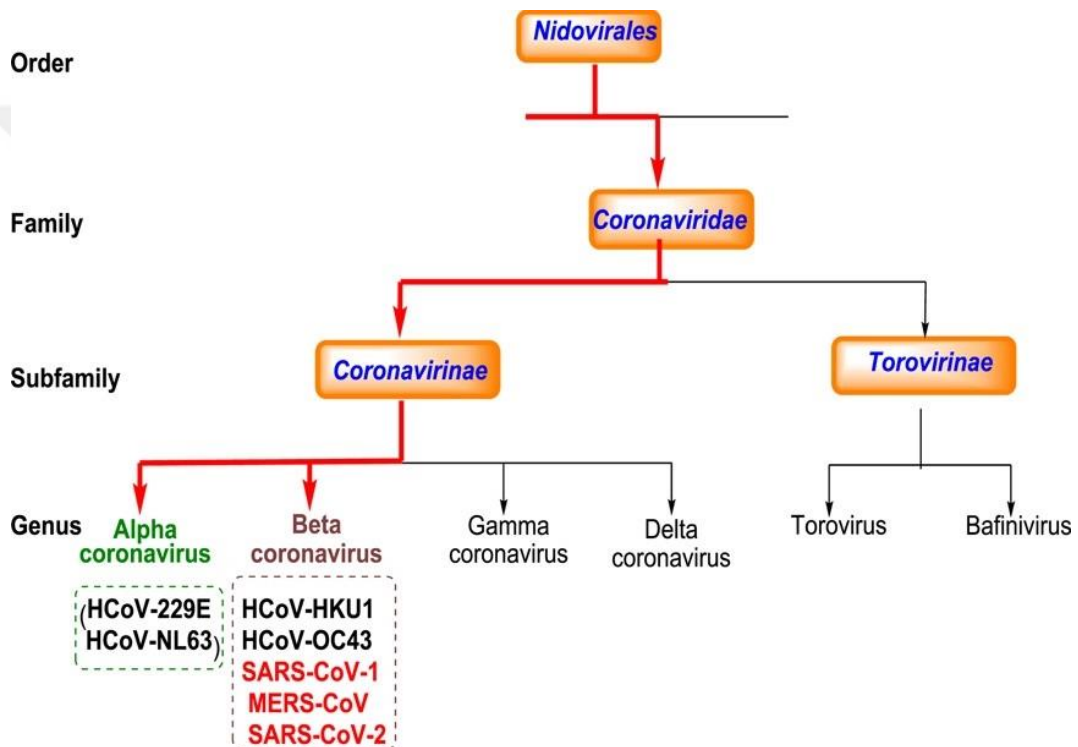 Nidovirales
Order
Family
Coronaviridae
Subfamily
Coronavirinae
Torovirinae
Genus
Alpha
coronavirus
Beta
coronavirus
Gamma
coronavirus
Delta
coronavirus
Torovirus
Bafinivirus
(HCoV-229E
HCoV-NL63)
HCoV-HKU1
HCoV-OC43
SARS-CoV-1
MERS-CoV
SARS-CoV-2